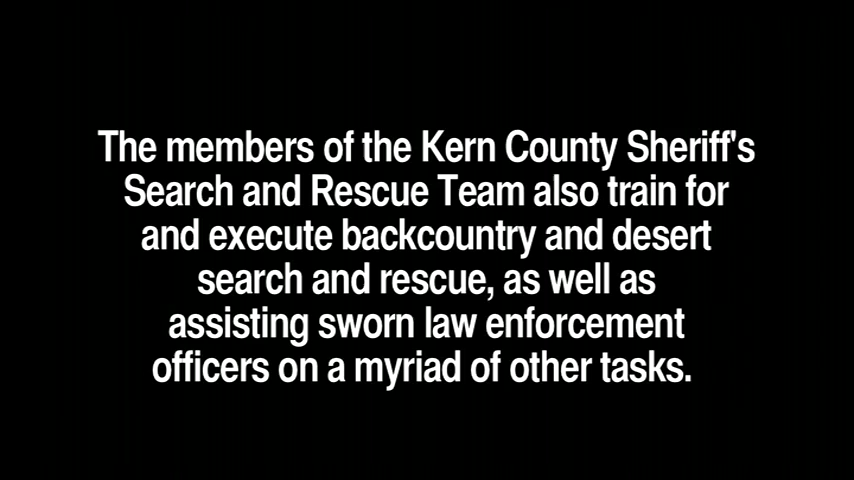 The members of the Kern County Sheriff's
Search and Rescue Team also train for
and execute backcountry and desert
search and rescue, as well as
assisting sworn law enforcement
officers on a myriad of other tasks.